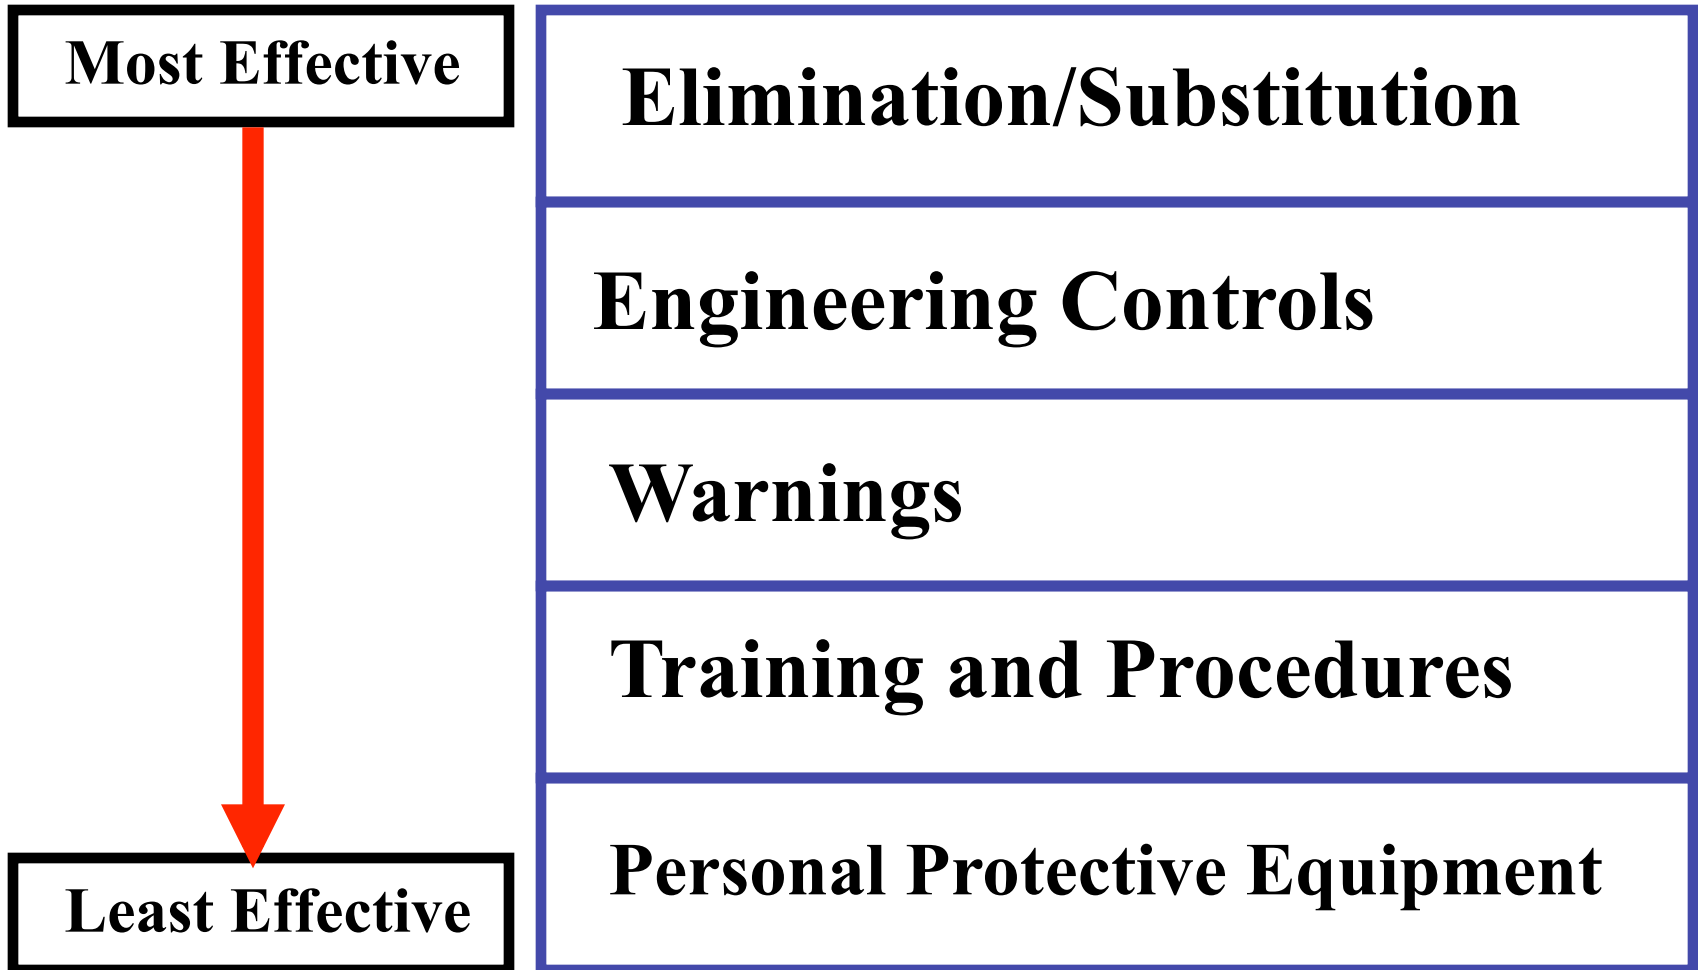 Most Effective
Elimination/Substitution
Engineering Controls
Warnings
Training and Procedures
Personal Protective Equipment
Least Effective